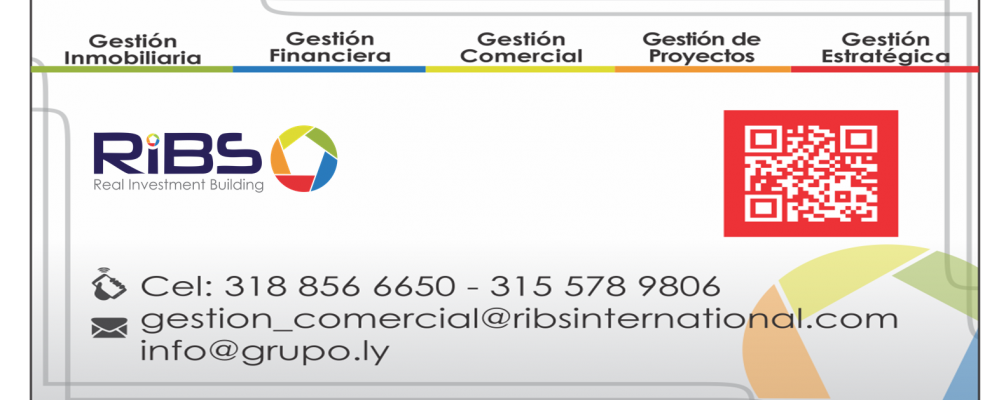 Gestión Inmobiliaria
Gestión Financiera
Gestión Comercial
Gestión de Proyectos
Gestión Estratégica
RiBS
Real Investment Building
Cel: 318 856 6650 - 315 578 9806
gestion_comercial@ribsinternational.com
info@grupo.ly